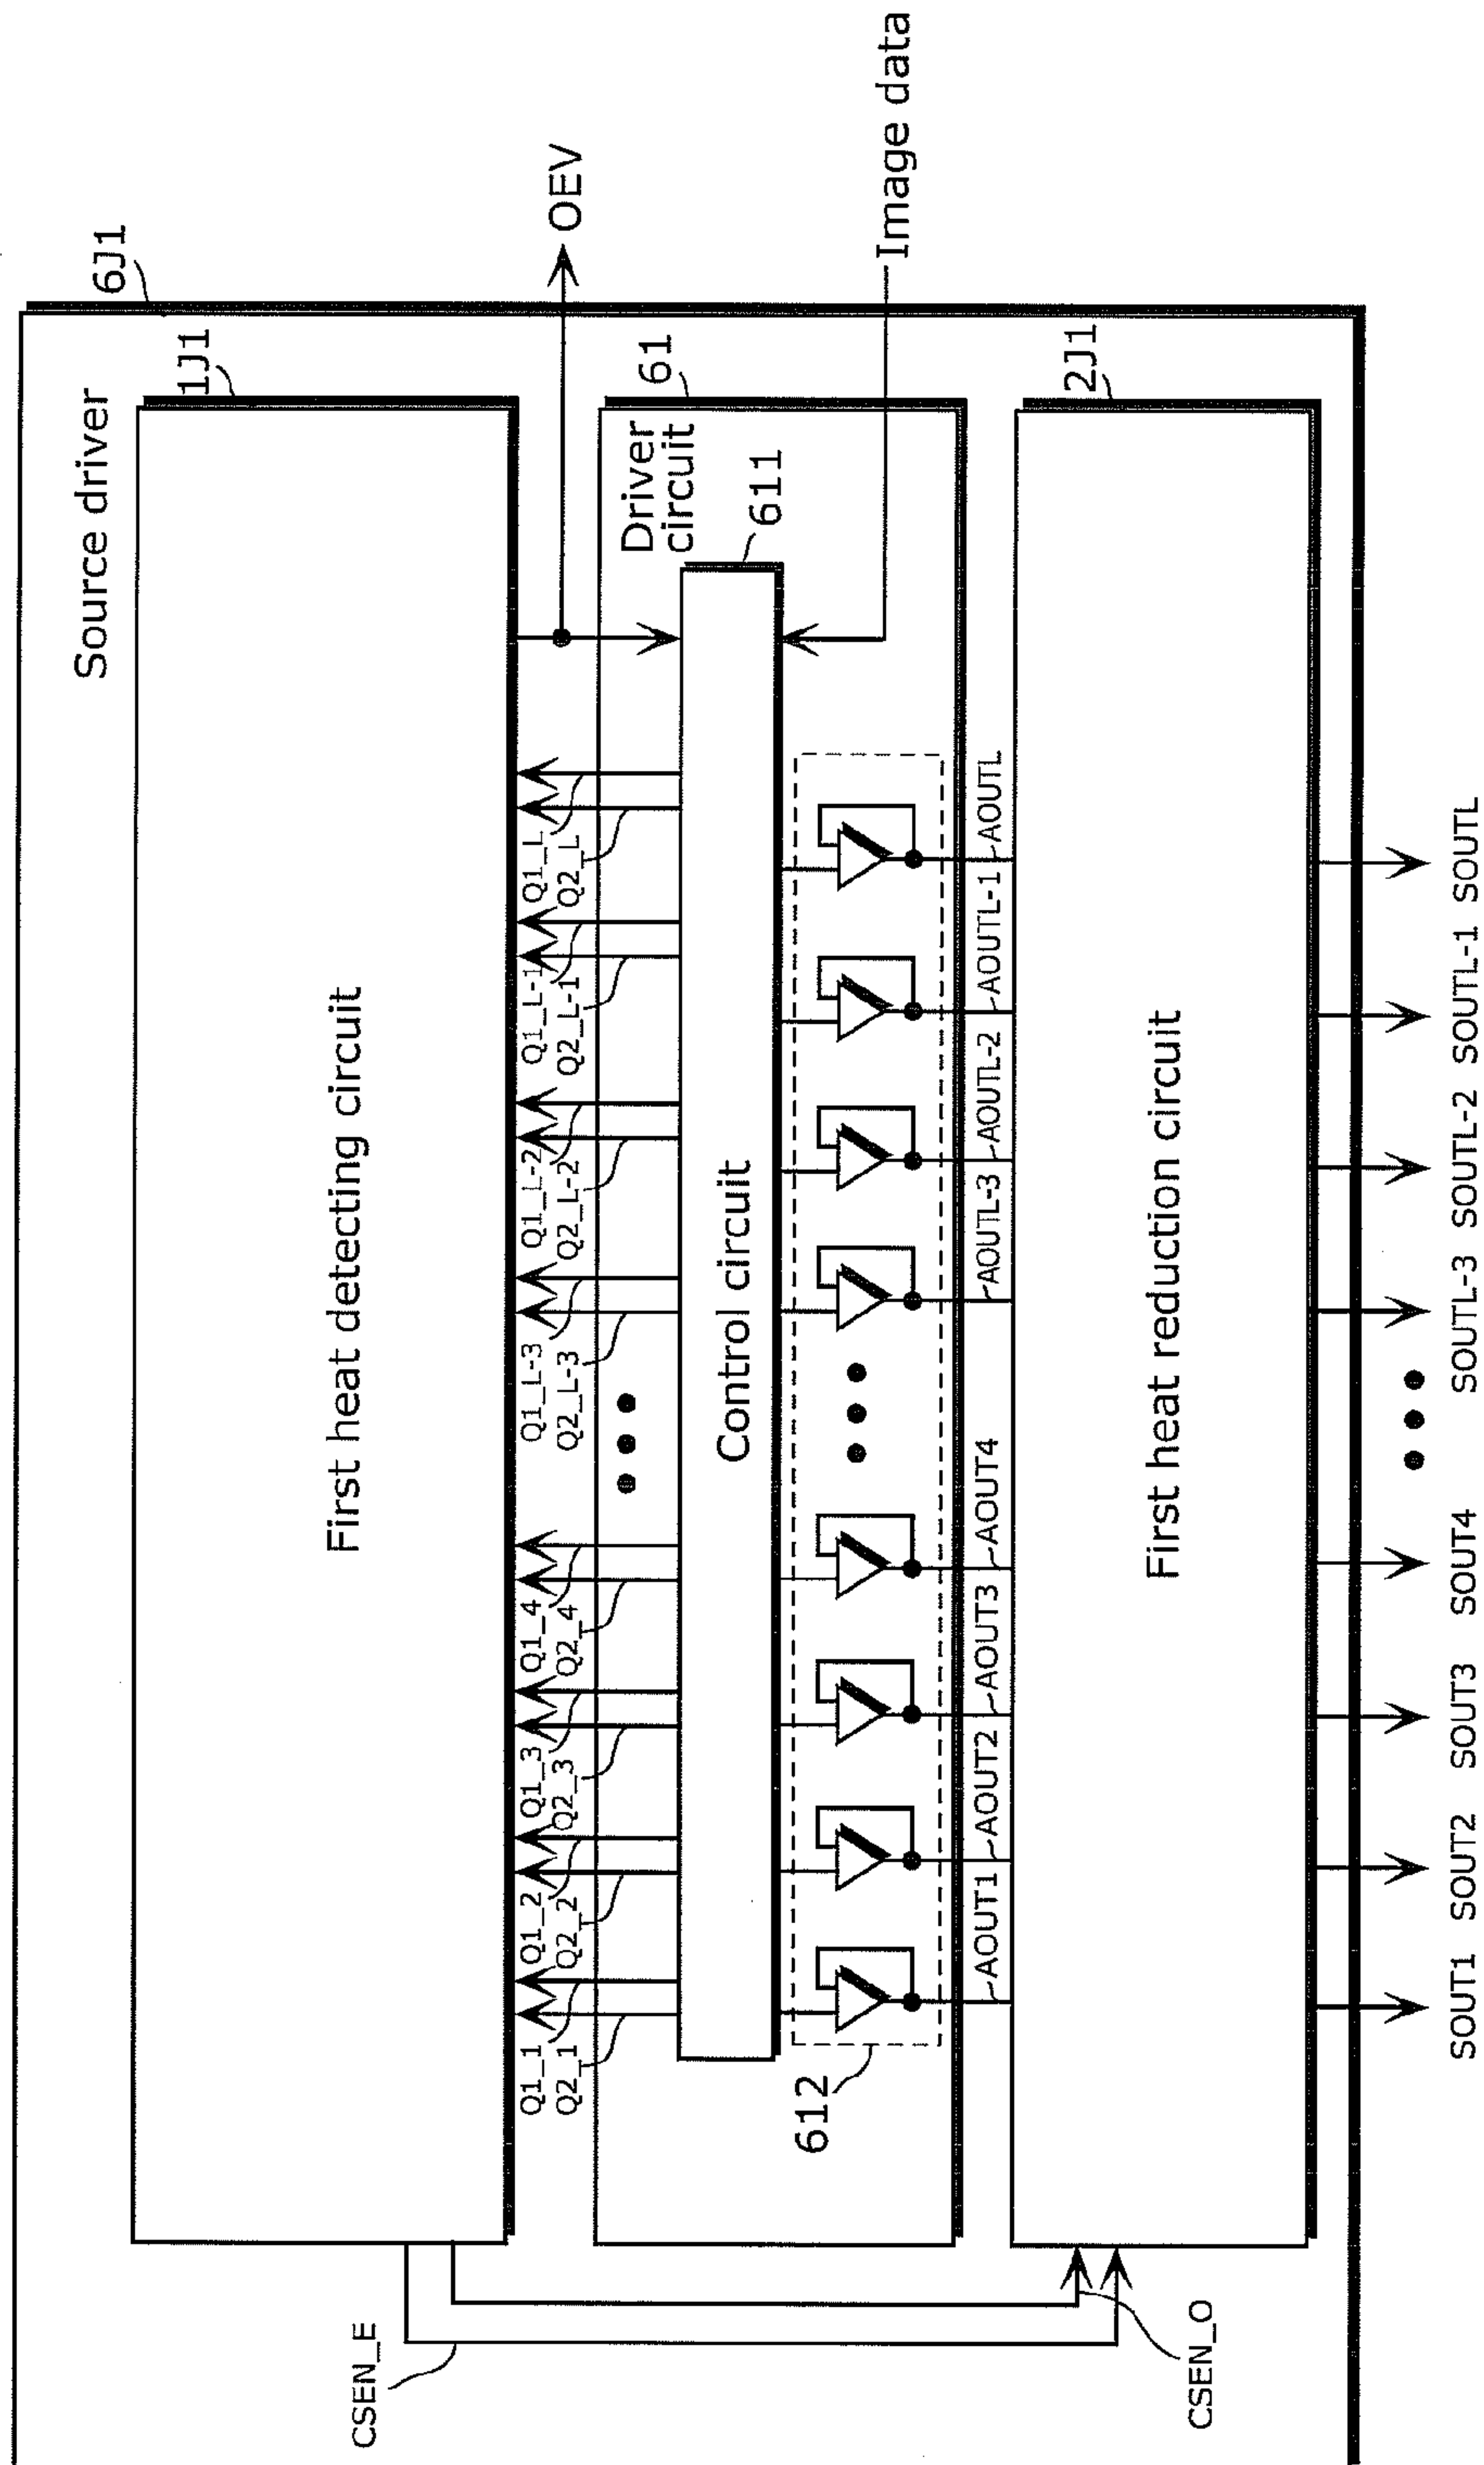 Source driver
6J1
1J1
First heat detecting circuit
OEV
CSEN_E
Q1_1
Q2_1
Q1_2
Q2_2
Q1_3
Q2_3
Q1_4
Q2_4
Q1_L-3
Q2_L-3
Q1_L-2
Q2_L-2
Q1_L-1
Q2_L-1
Q1_L
Q2_L
Driver
circuit
61
611
Control circuit
Image data
612
AOUT1
AOUT2
AOUT3
AOUT4
AOUTL-3
AOUTL-2
AOUTL-1
AOUTL
2J1
First heat reduction circuit
CSEN_O
SOUT1
SOUT2
SOUT3
SOUT4
SOUTL-3
SOUTL-2
SOUTL-1
SOUTL